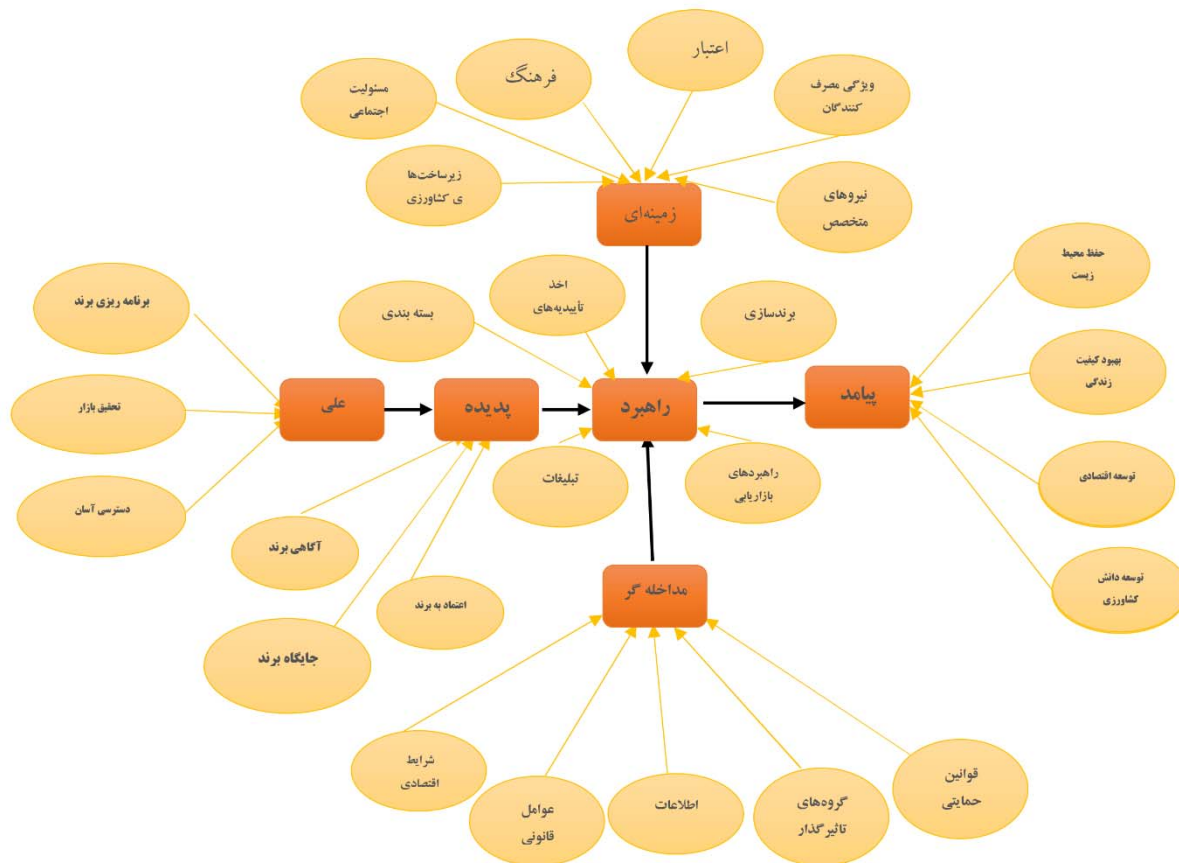 اعتبار
فرهنگ
ویژگی مصرف
کنندگان
مسئولیت
اجتماعی
زیرساخت‌ها
ی کشاورزی
نیروهای
متخصص
زمینه‌ای
حفظ محیط
زیست
برنامه ریزی برند
اخذ
تأییدیه‌های
بسته بندی
برندسازی
بهبود کیفیت
زندگی
تحقیق بازار
علی
پدیده
راهبرد
پیامد
دسترسی آسان
تبلیغات
راهبردهای
بازاریابی
توسعه اقتصادی
آگاهی برند
اعتماد به برند
جایگاه برند
مداخله گر
توسعه دانش
کشاورزی
شرایط
اقتصادی
عوامل
قانونی
اطلاعات
گروه‌های
تاثیرگذار
قوانین
حمایتی